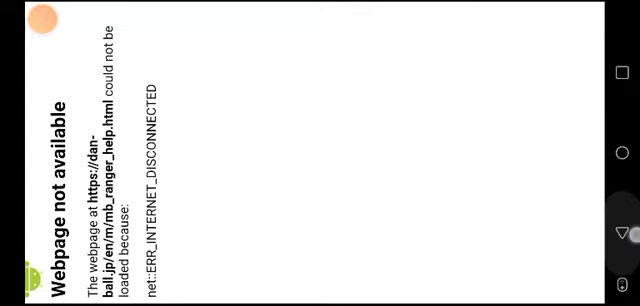 Webpage not available
The webpage at https://dan-
ball.jp/en/m/mb_ranger_help.html could not be
loaded because:
net::ERR_INTERNET_DISCONNECTED